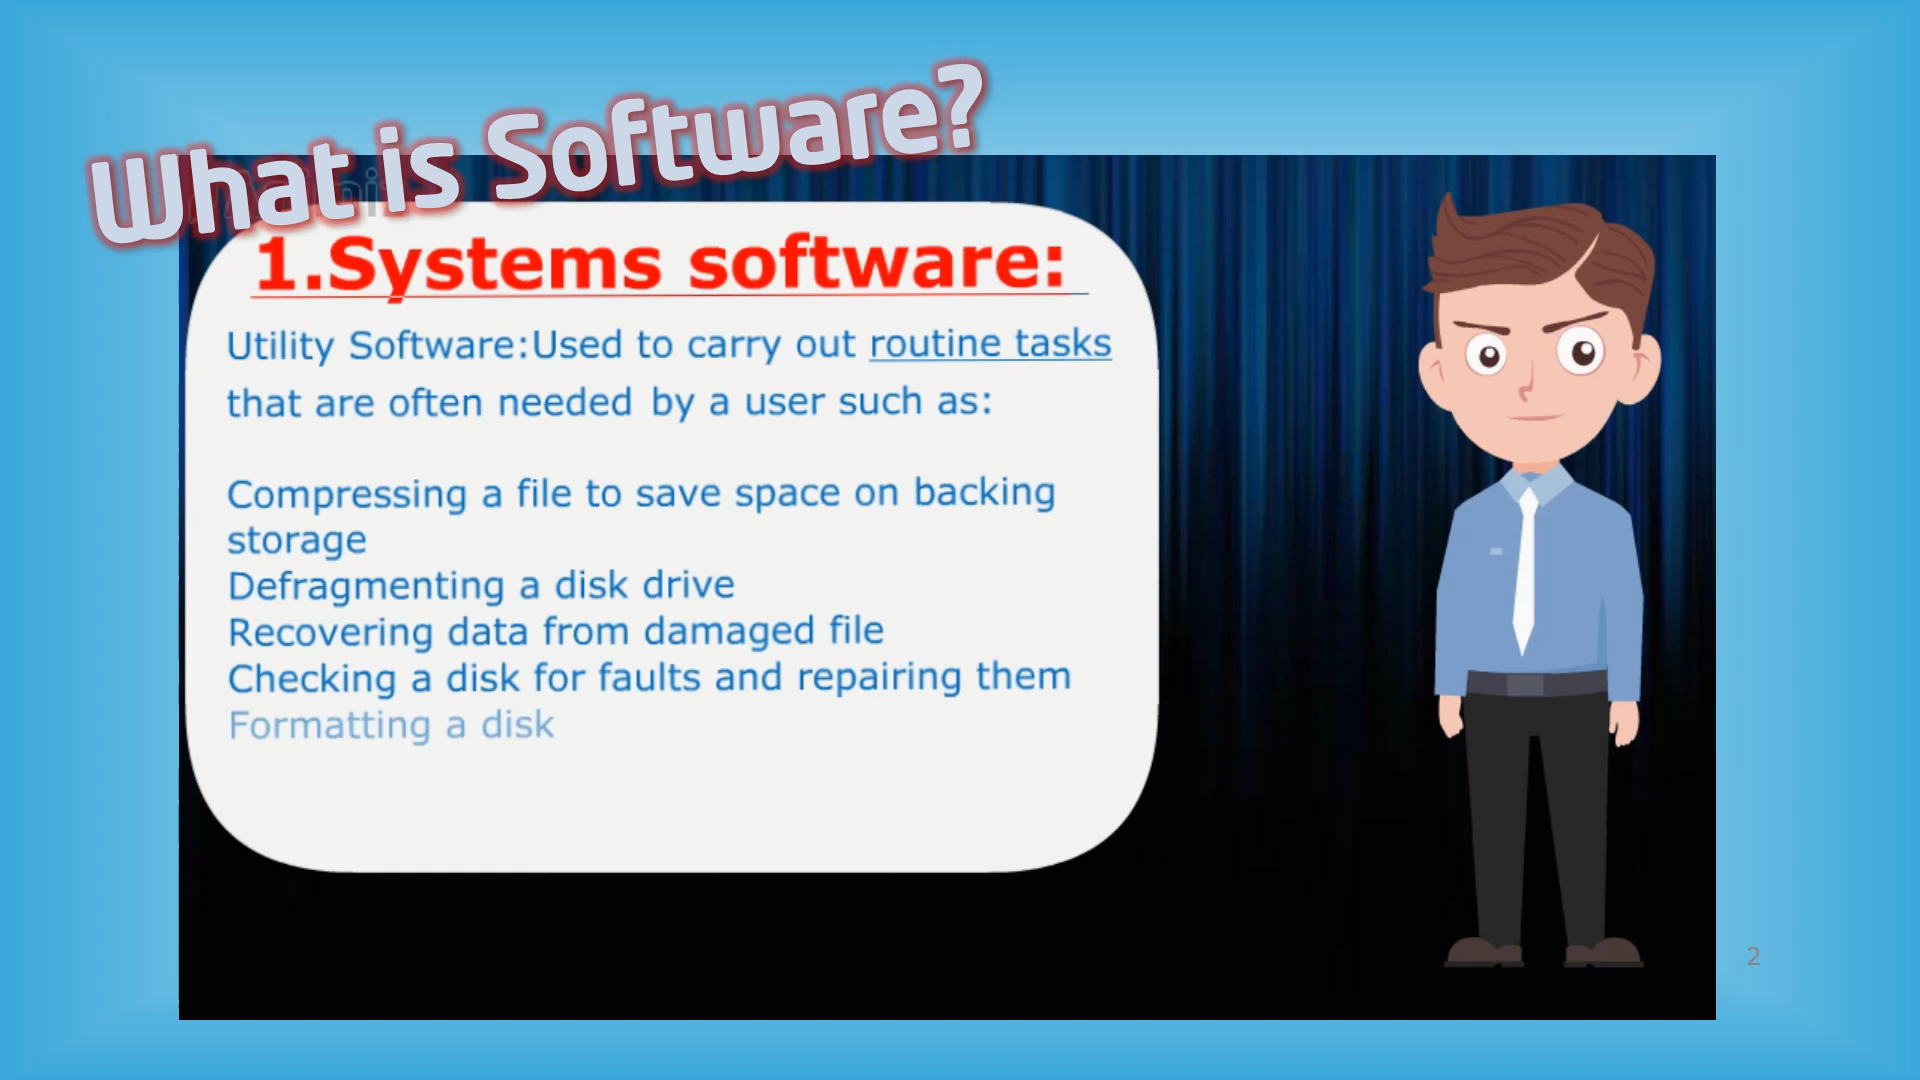 What is Software?
1.Systems software:
Utility Software:Used to carry out routine tasks
that are often needed by a user such as:
Compressing a file to save space on backing
storage
Defragmenting a disk drive
Recovering data from damaged file
Checking a disk for faults and repairing them
Formatting a disk
2